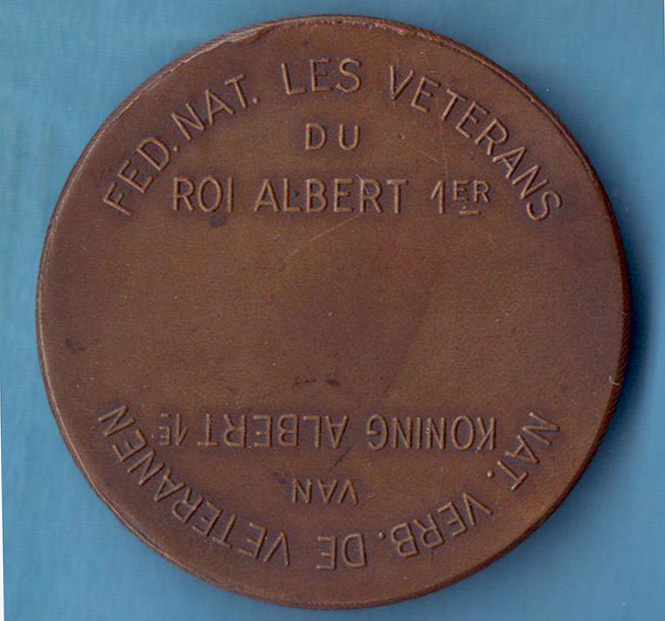 FED. NAT. LES VETERANS
DU
ROI ALBERT 1ER
NAT. VERB. DE VETERANEN
VAN
KONING ALBERT 1E